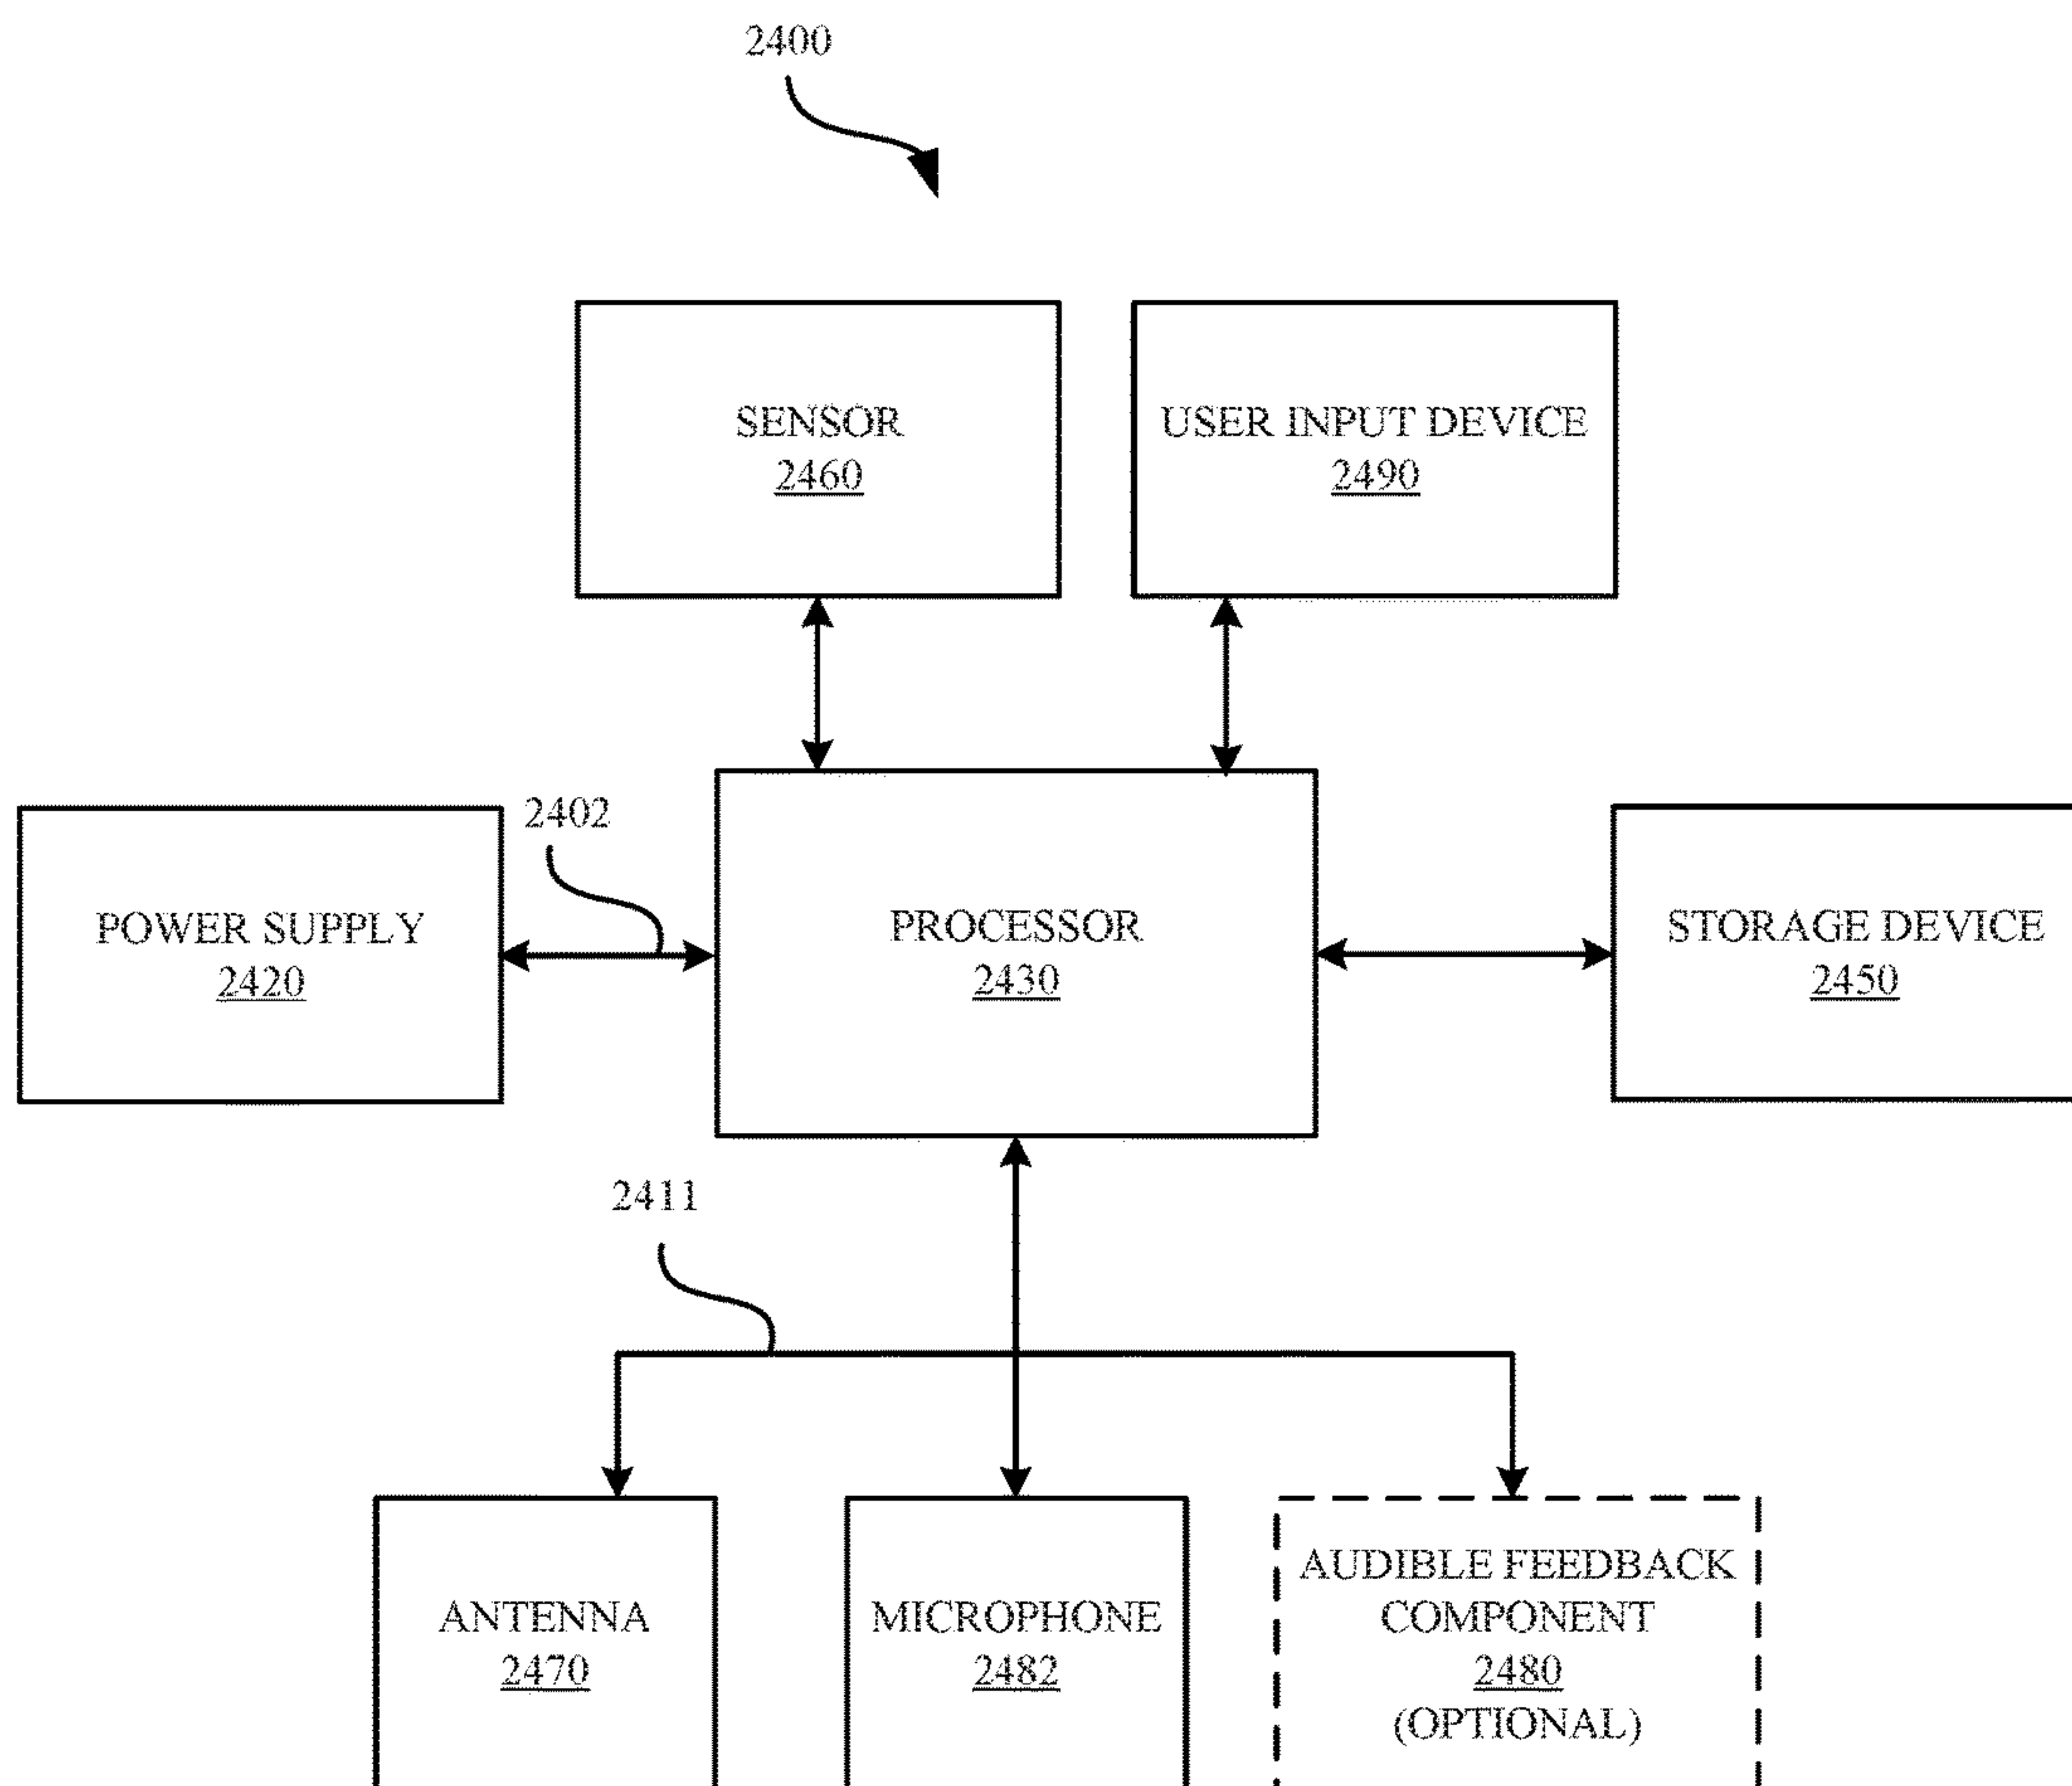 2400
SENSOR
2460
USER INPUT DEVICE
2490
2402
POWER SUPPLY
2420
PROCESSOR
2430
STORAGE DEVICE
2450
2411
ANTENNA
2470
MICROPHONE
2482
AUDIBLE FEEDBACK
COMPONENT
2480
(OPTIONAL)